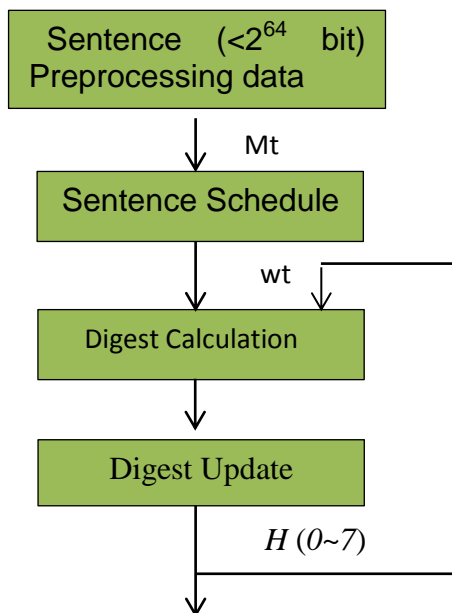 Sentence (<2^64 bit)
Preprocessing data
Mt
Sentence Schedule
wt
Digest Calculation
Digest Update
H (0~7)